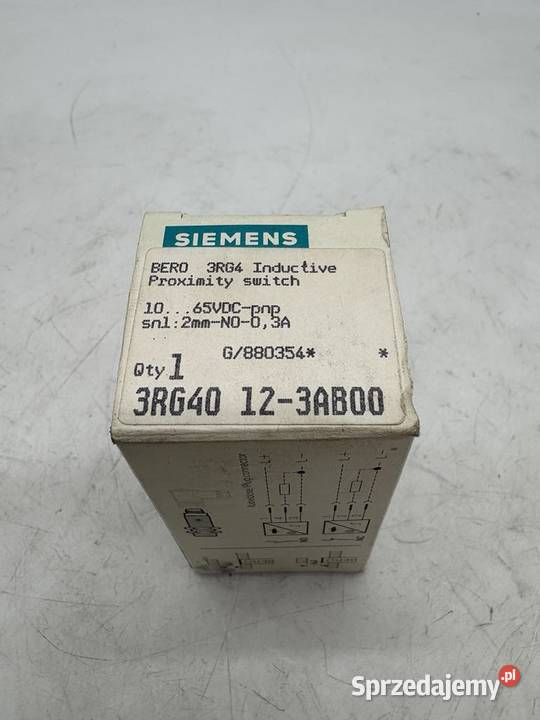 SIEMENS
BERO 3RG4 Inductive
Proximity switch
10...65VDC-pnp
sn1:2mm-NO-0,3A
G/880354* *
Qty 1
3RG40 12-3AB00
L+ L- L+ L-
Sprzedajemy.pl